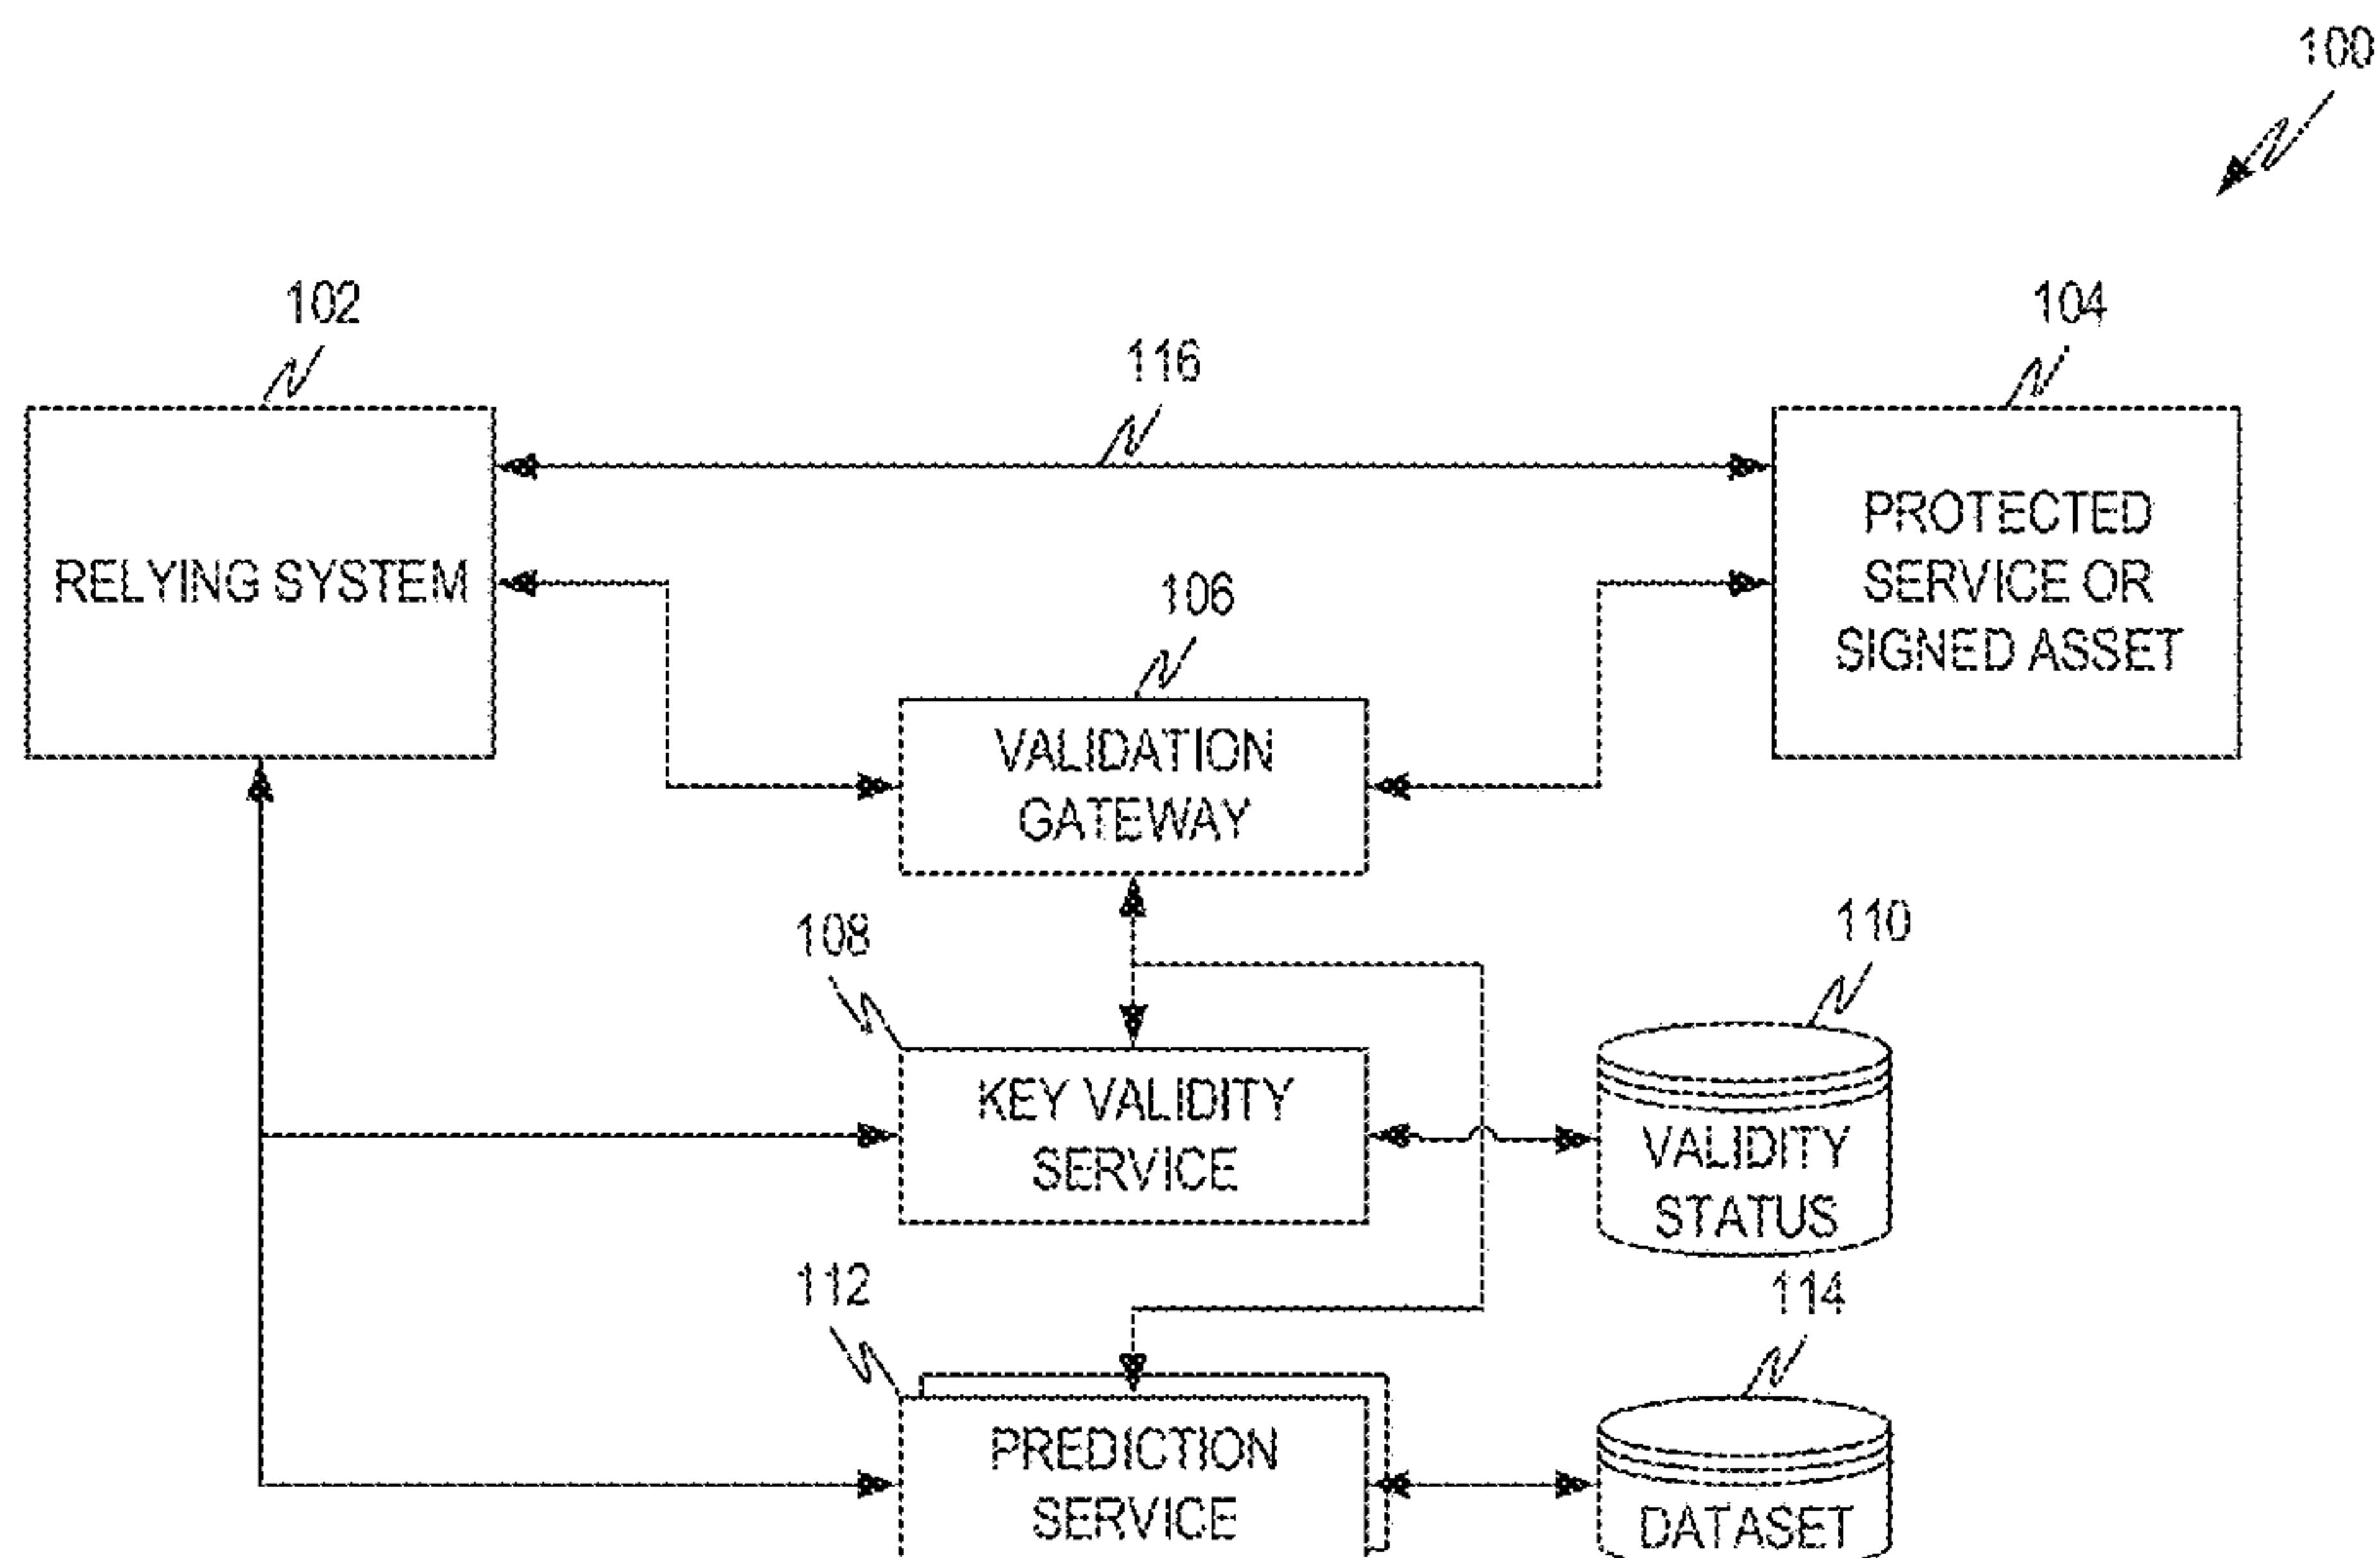 100
102
104
116
RELYING SYSTEM
PROTECTED
SERVICE OR
SIGNED ASSET
106
VALIDATION
GATEWAY
108
110
KEY VALIDITY
SERVICE
VALIDITY
STATUS
112
114
PREDICTION
SERVICE
DATASET